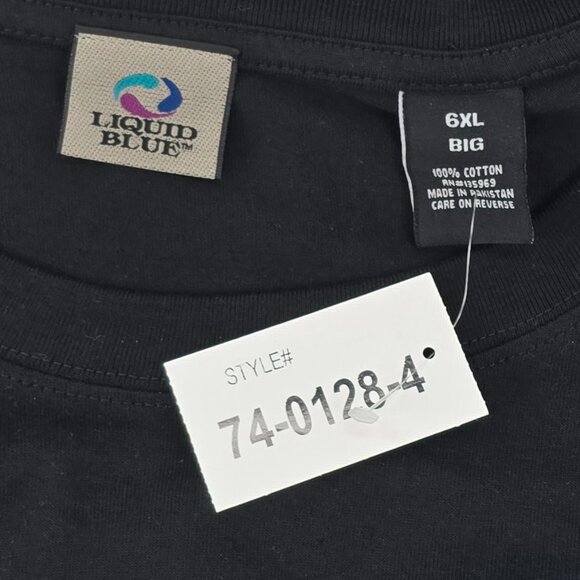 LIQUID
BLUE™
6XL
BIG
100% COTTON
RN#135969
MADE IN PAKISTAN
CARE ON REVERSE
STYLE#
74-0128-4